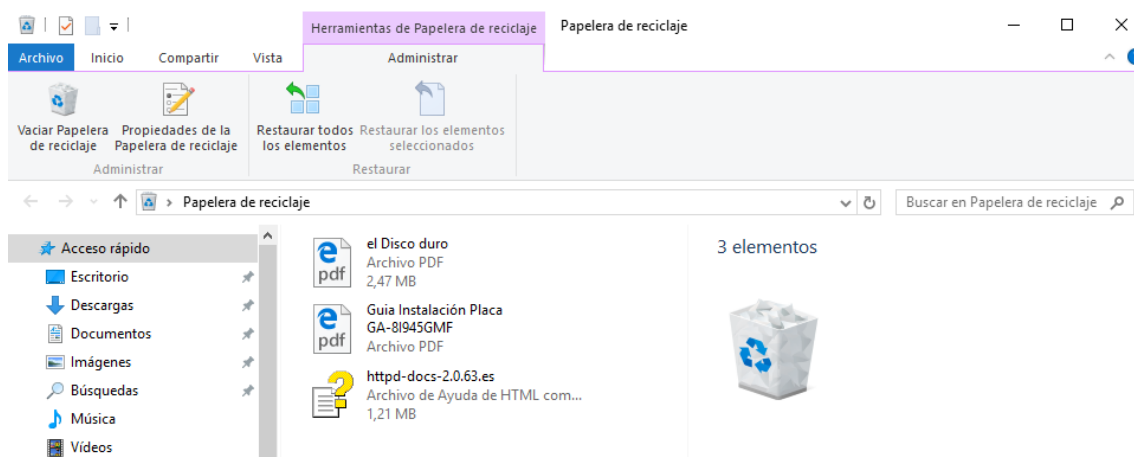 Herramientas de Papelera de reciclaje
Papelera de reciclaje
Archivo
Inicio
Compartir
Vista
Administrar
Vaciar Papelera
de reciclaje
Propiedades de la
Papelera de reciclaje
Restaurar todos
los elementos
Restaurar los elementos
seleccionados
Administrar
Restaurar
Papelera de reciclaje
Buscar en Papelera de reciclaje
Acceso rápido
Escritorio
Descargas
Documentos
Imágenes
Búsquedas
Música
Vídeos
pdf
el Disco duro
Archivo PDF
2,47 MB
pdf
Guia Instalación Placa
GA-8I945GMF
Archivo PDF
httpd-docs-2.0.63.es
Archivo de Ayuda de HTML com...
1,21 MB
3 elementos